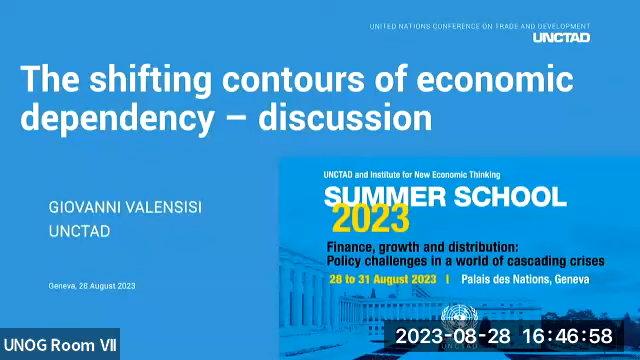 UNITED NATIONS CONFERENCE ON TRADE AND DEVELOPMENT
UNCTAD
The shifting contours of economic
dependency – discussion
GIOVANNI VALENSISI
UNCTAD
Geneva, 28 August 2023
UNCTAD and Institute for New Economic Thinking
SUMMER SCHOOL
2023
Finance, growth and distribution:
Policy challenges in a world of cascading crises
28 to 31 August 2023 | Palais des Nations, Geneva
UNOG Room VII
2023-08-28 16:46:58